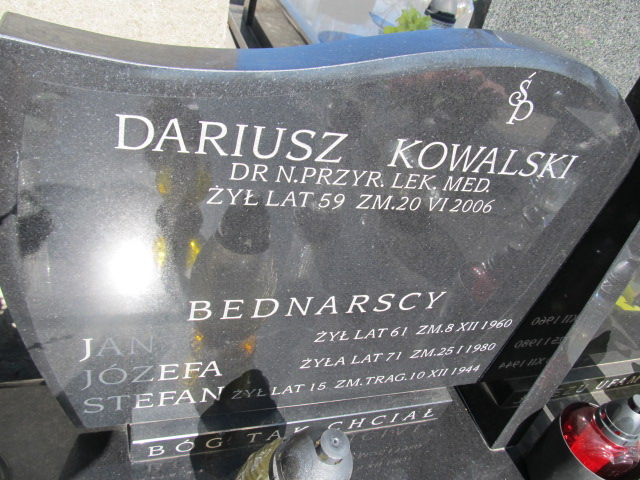 ŚP
DARIUSZ KOWALSKI
DR N.PRZYR. LEK. MED.
ŻYŁ LAT 59 ZM.20 VI 2006
BEDNARSCY
JAN ŻYŁ LAT 61 ZM.8 XII 1960
JÓZEFA ŻYŁA LAT 71 ZM.25 I 1980
STEFAN ŻYŁ LAT 15 ZM.TRAG.10 XII 1944
BÓG TAK CHCIAŁ